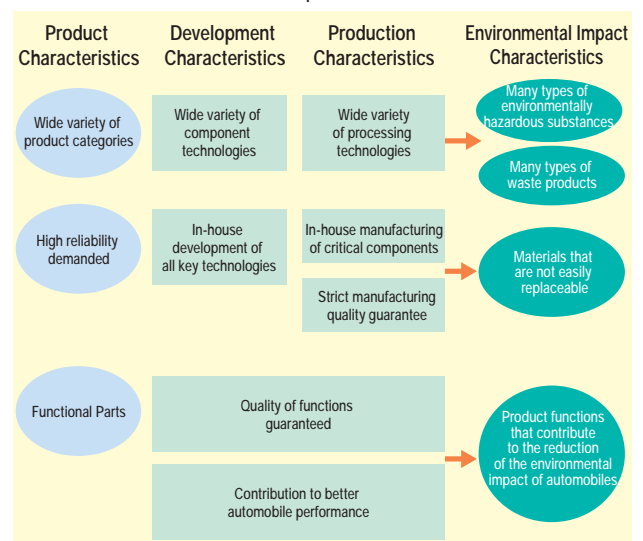 Product
Characteristics
Development
Characteristics
Production
Characteristics
Environmental Impact
Characteristics
Wide variety of
product categories
Wide variety of
component
technologies
Wide variety
of processing
technologies
Many types of
environmentally
hazardous substances
Many types of
waste products
High reliability
demanded
In-house
development of
all key technologies
In-house manufacturing
of critical components
Strict manufacturing
quality guarantee
Materials that
are not easily
replaceable
Functional Parts
Quality of functions
guaranteed
Contribution to better
automobile performance
Product functions
that contribute
to the reduction
of the environmental
impact of automobiles